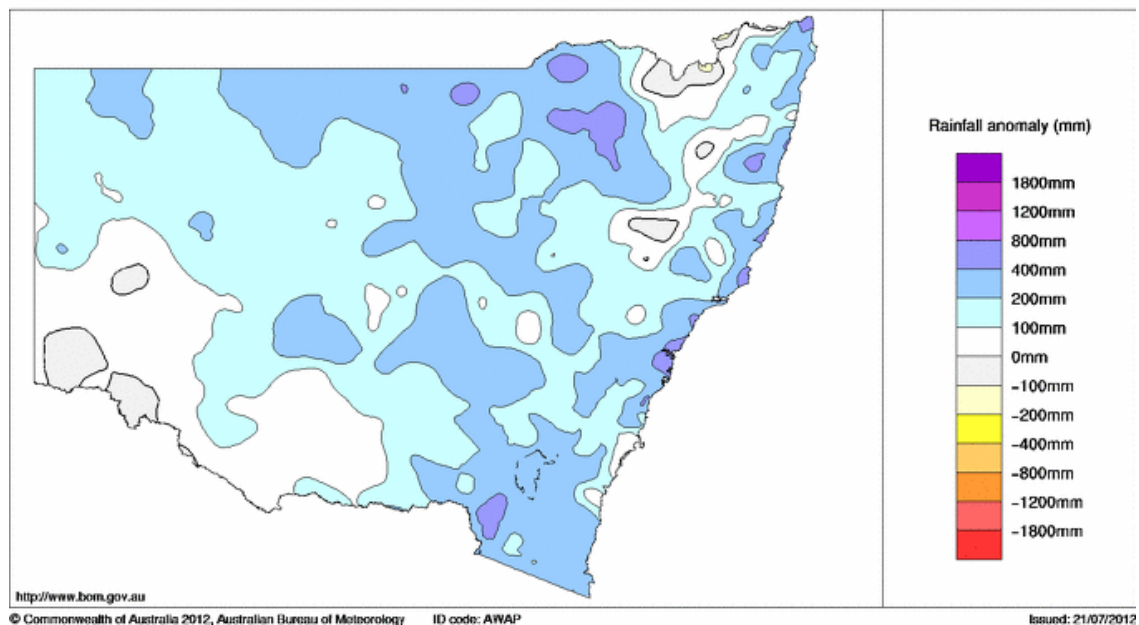 Rainfall anomaly (mm)
1800mm
1200mm
800mm
400mm
200mm
100mm
0mm
-100mm
-200mm
-400mm
-800mm
-1200mm
-1800mm
http://www.bom.gov.au
© Commonwealth of Australia 2012, Australian Bureau of Meteorology ID code: AWAP Issued: 21/07/2012